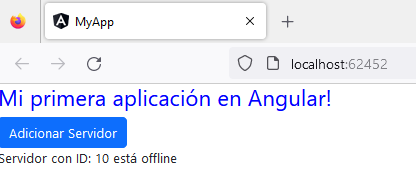 MyApp
localhost:62452
Mi primera aplicación en Angular!
Adicionar Servidor
Servidor con ID: 10 está offline